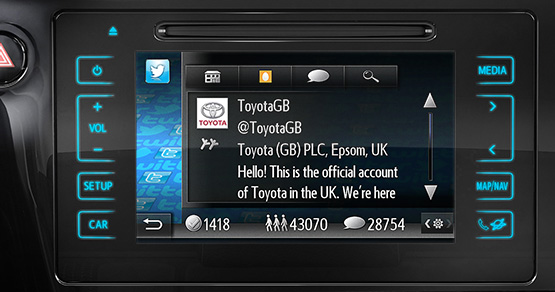 MEDIA
ToyotaGB
TOYOTA
@ToyotaGB
VOL
Toyota (GB) PLC, Epsom, UK
Hello! This is the official account
SETUP
of Toyota in the UK. We're here
MAP/NAV
CAR
1418
43070
28754